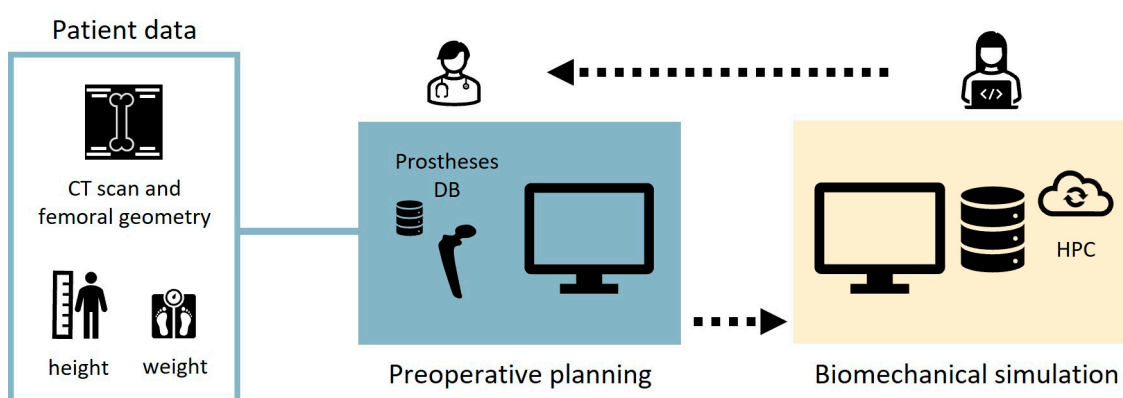 Patient data
CT scan and
femoral geometry
height
weight
Prostheses
DB
Preoperative planning
</>
HPC
Biomechanical simulation